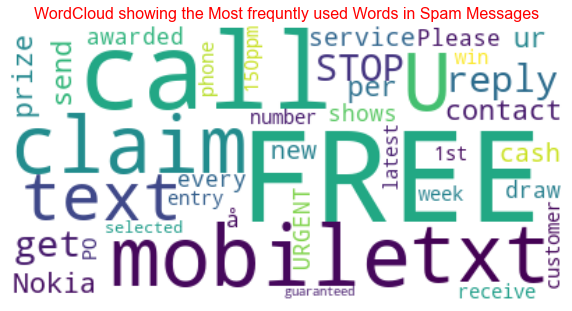 WordCloud showing the Most frequntly used Words in Spam Messages
prize
send
awarded
call
phone
150ppm
service
STOP
per
U
Please
win
ur
reply
contact
claim
number
shows
FREE
new
latest
1st
cash
text
every
entry
week
draw
get
PO
selected
å
URGENT
mobile
txt
customer
Nokia
guaranteed
receive